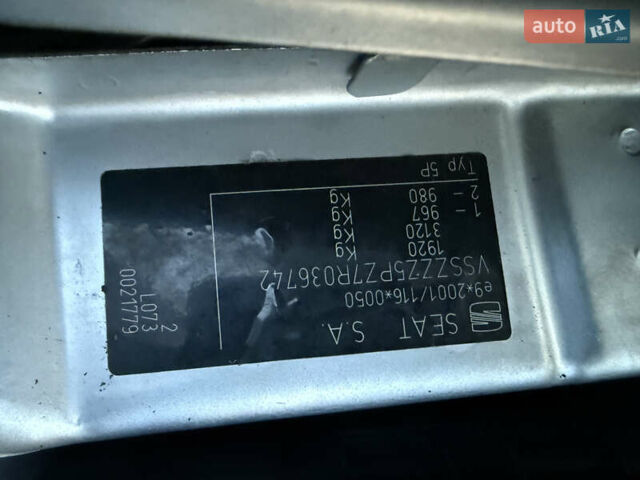 auto RIA
.com
SEAT S.A.
e9*2001/116*0050
VSSZZZ5PZ7R036742
1920 Kg
3120 Kg
1 – 967 Kg
2 – 980 Kg
Typ 5P
2
L073
0021779